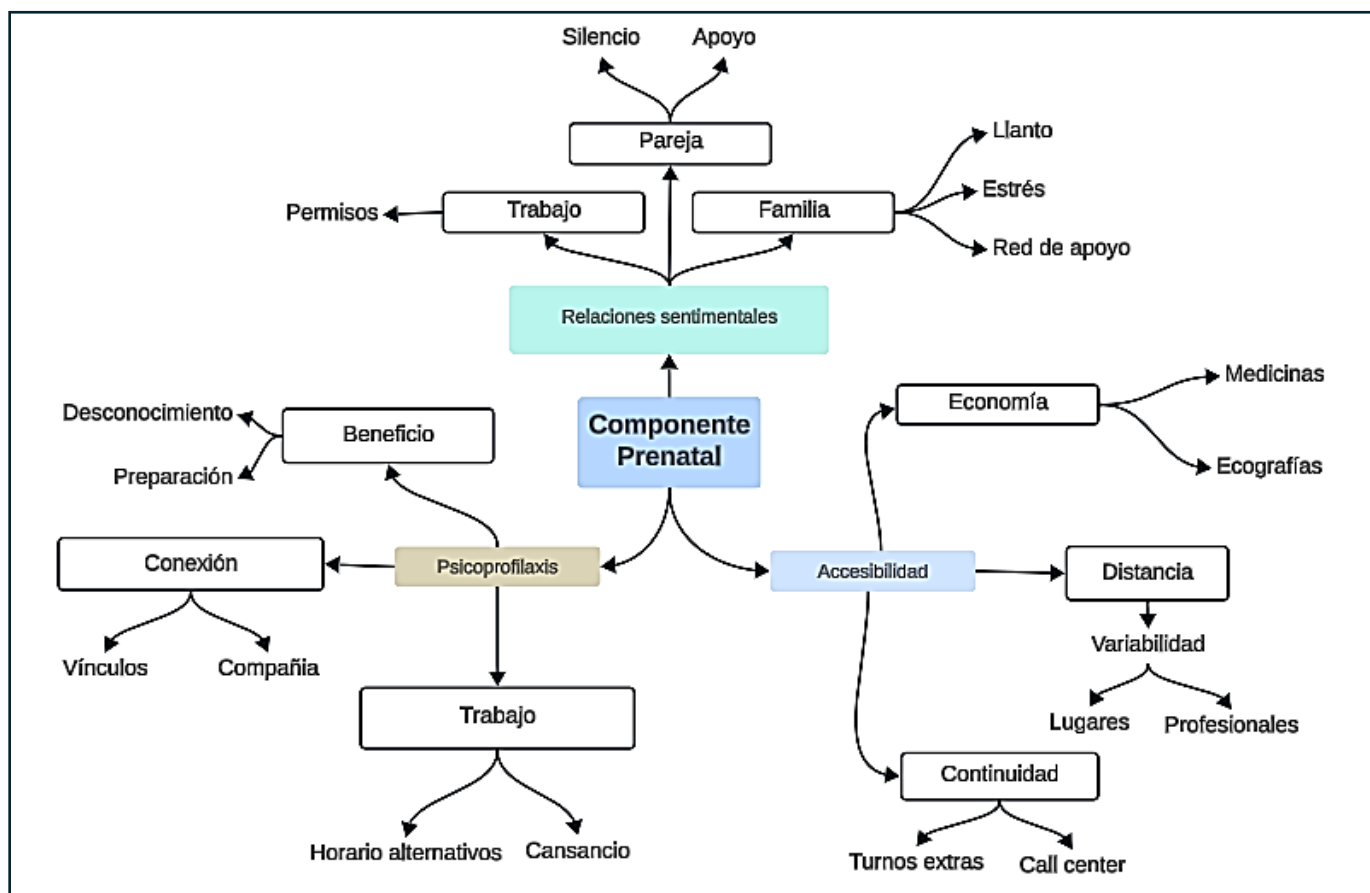 Silencio
Apoyo
Pareja
Llanto
Estrés
Red de apoyo
Permisos
Trabajo
Familia
Relaciones sentimentales
Componente
Prenatal
Desconocimiento
Preparación
Beneficio
Conexión
Psicoprofilaxis
Vínculos
Compañia
Trabajo
Horario alternativos
Cansancio
Accesibilidad
Economía
Medicinas
Ecografías
Distancia
Variabilidad
Lugares
Profesionales
Continuidad
Turnos extras
Call center